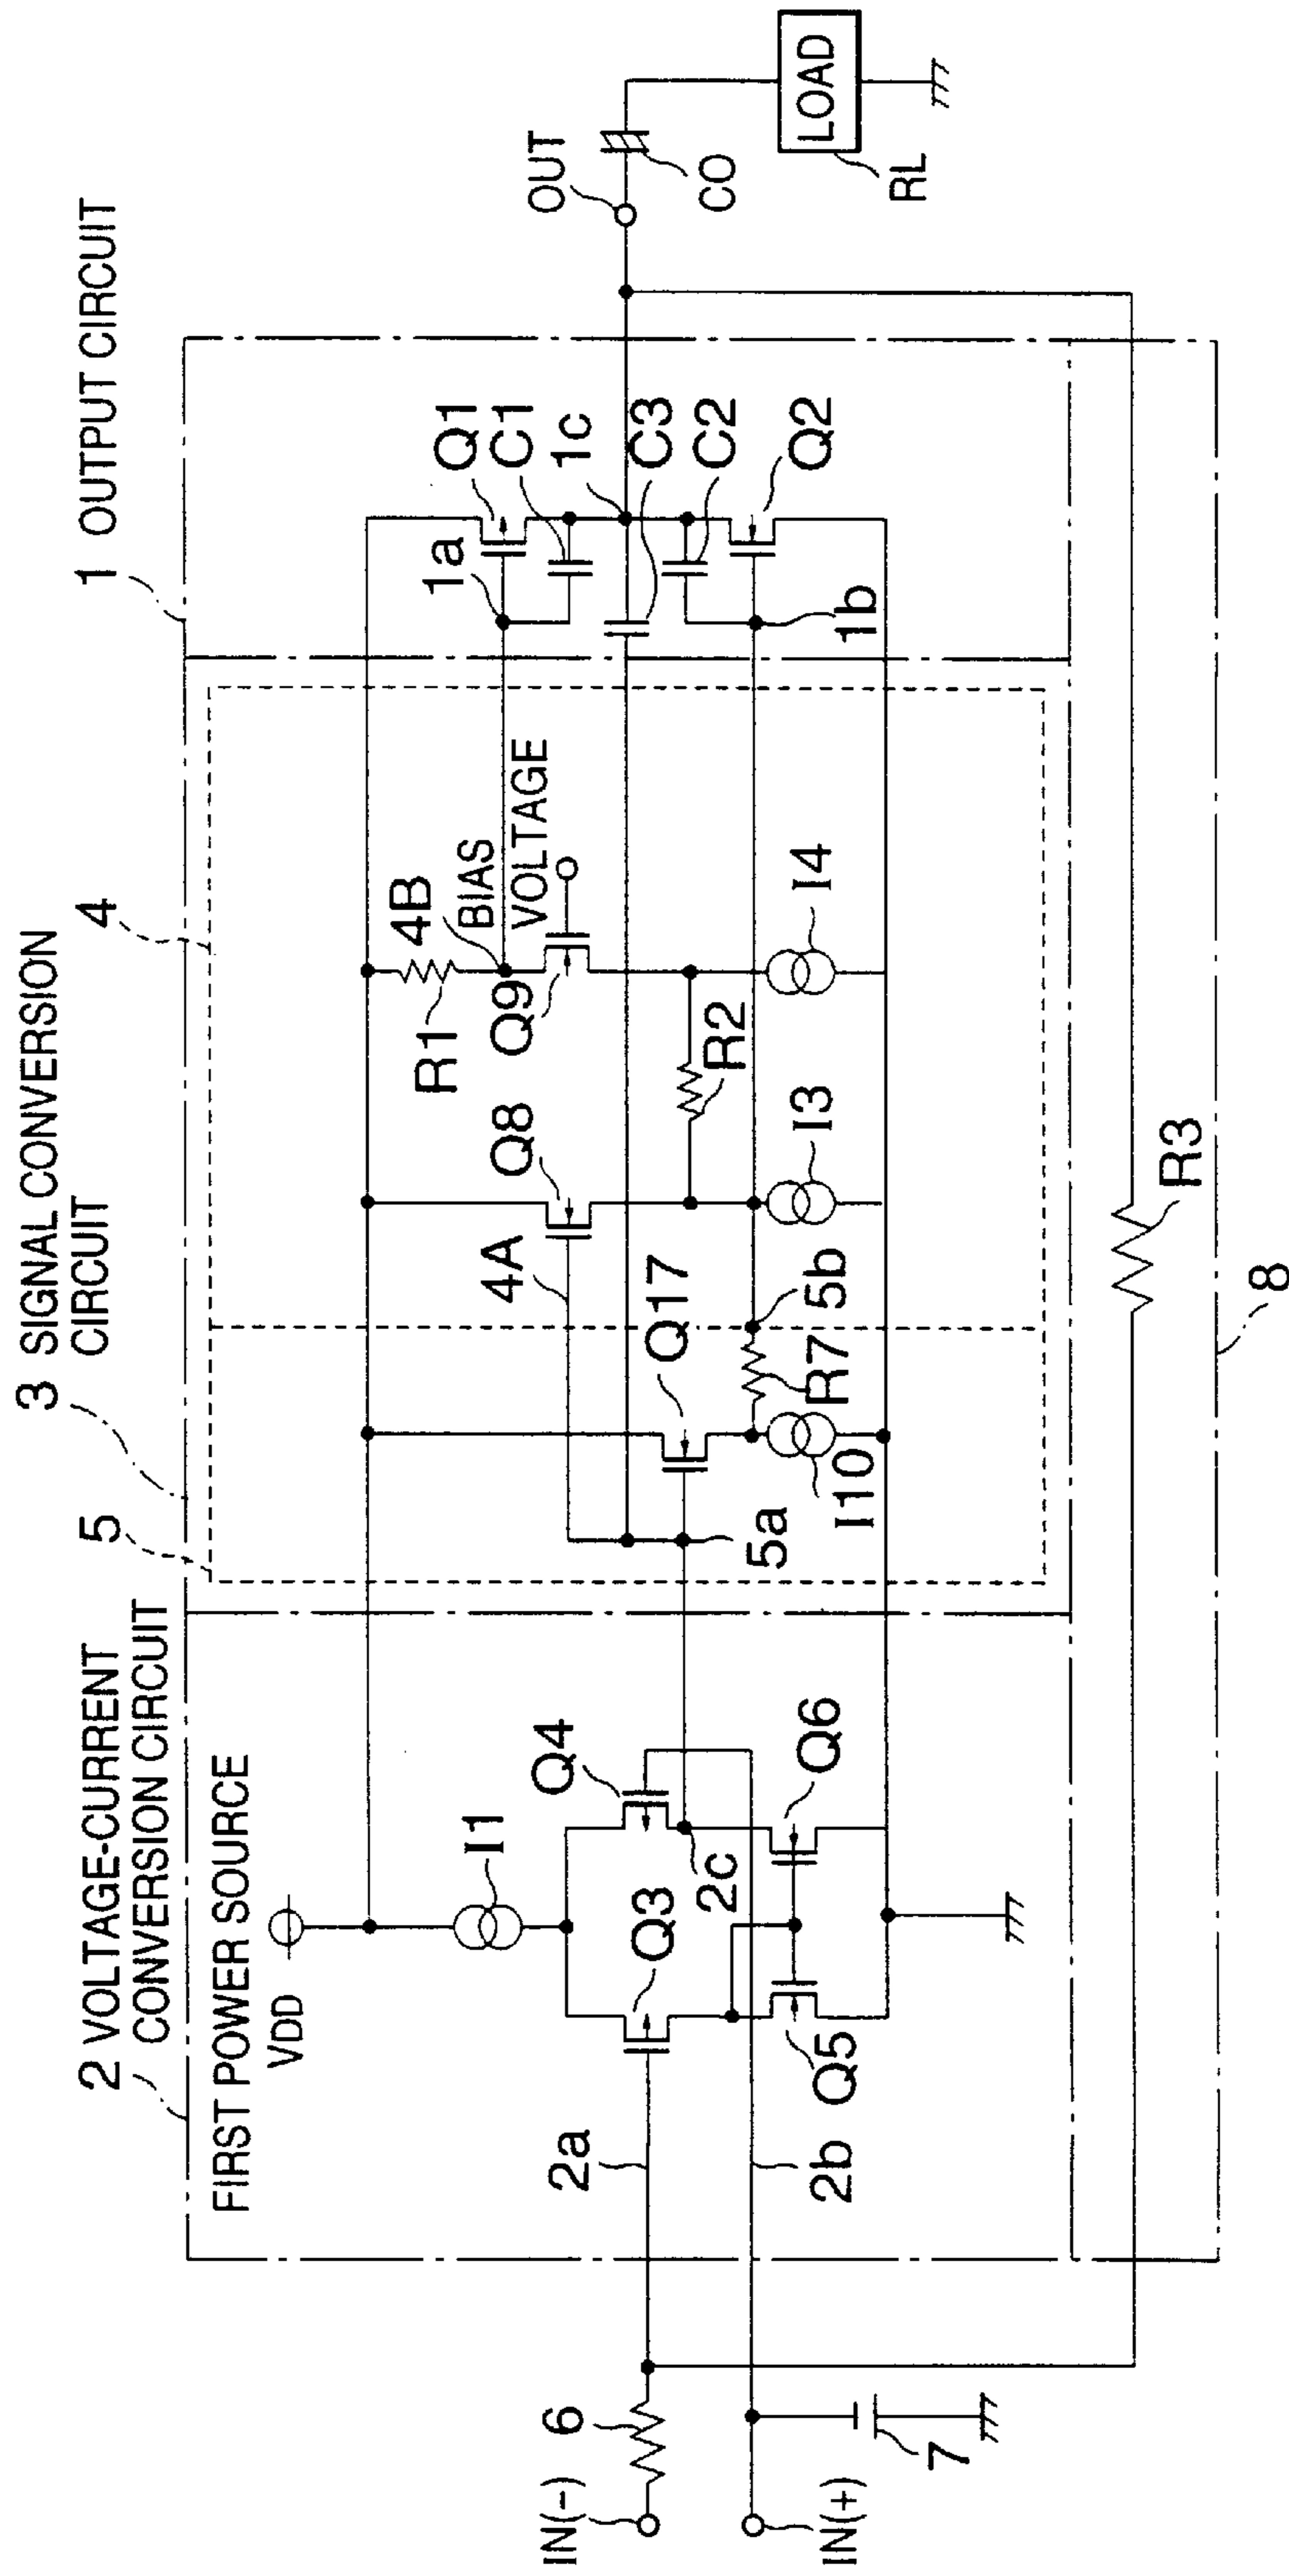 3 SIGNAL CONVERSION
CIRCUIT
2 VOLTAGE-CURRENT
CONVERSION CIRCUIT
5
4
1 OUTPUT CIRCUIT
FIRST POWER SOURCE
VDD
I1
Q4
Q3
2c
Q6
Q5
2a
2b
IN(-)
6
IN(+)
7
5a
4A
Q17
I10
R7
5b
Q8
I3
R2
R1
4B
BIAS
VOLTAGE
Q9
I4
1a
Q1
C1
1c
C3
C2
Q2
1b
OUT
CO
LOAD
RL
R3
8